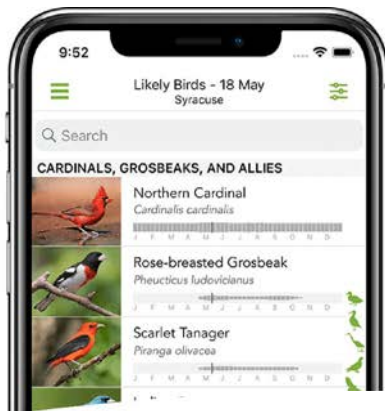 9:52
Likely Birds - 18 May
Syracuse
Search
CARDINALS, GROSBEAKS, AND ALLIES
Northern Cardinal
Cardinalis cardinalis
J F M A M J J A S O N D
Rose-breasted Grosbeak
Pheucticus ludovicianus
J F M A M J J A S O N D
Scarlet Tanager
Piranga olivacea
J F M A M J J A S O N D